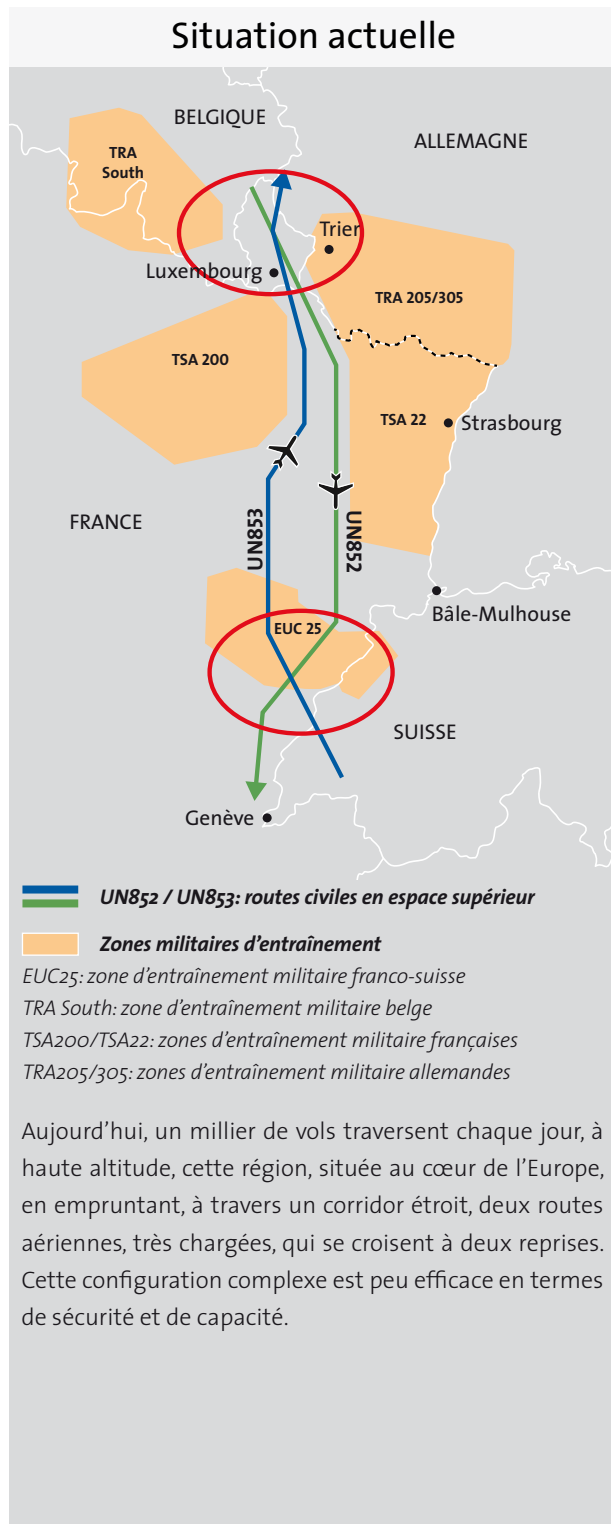 Situation actuelle
BELGIQUE
ALLEMAGNE
TRA
South
Trier
Luxembourg
TRA 205/305
TSA 200
TSA 22
Strasbourg
FRANCE
UN853
UN852
Bâle-Mulhouse
EUC 25
SUISSE
Genève
UN852 / UN853: routes civiles en espace supérieur
Zones militaires d’entraînement
EUC25: zone d’entraînement militaire franco-suisse
TRA South: zone d’entraînement militaire belge
TSA200/TSA22: zones d’entraînement militaire françaises
TRA205/305: zones d’entraînement militaire allemandes
Aujourd’hui, un millier de vols traversent chaque jour, à
haute altitude, cette région, située au cœur de l’Europe,
en empruntant, à travers un corridor étroit, deux routes
aériennes, très chargées, qui se croisent à deux reprises.
Cette configuration complexe est peu efficace en termes
de sécurité et de capacité.